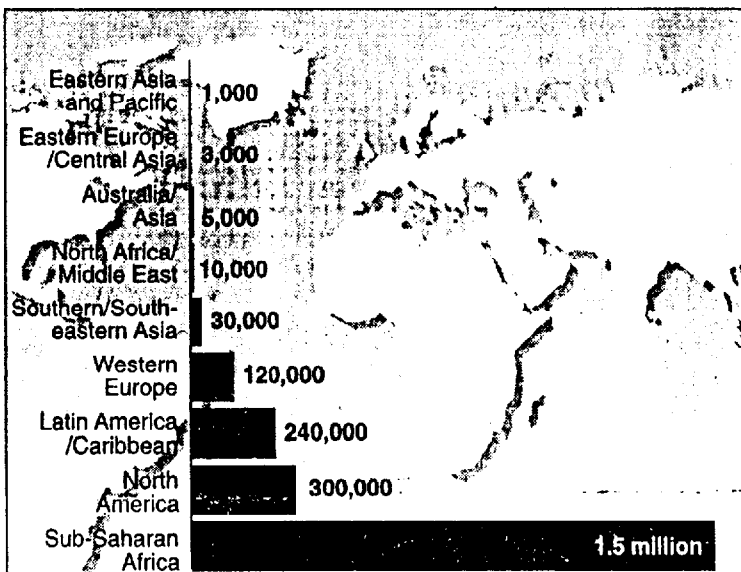 Eastern Asia
and Pacific
1,000
Eastern Europe
/Central Asia
3,000
Australia/
Asia
5,000
North Africa/
Middle East
10,000
Southern/South-
eastern Asia
30,000
Western
Europe
120,000
Latin America
/Caribbean
240,000
North
America
300,000
Sub-Saharan
Africa
1.5 million